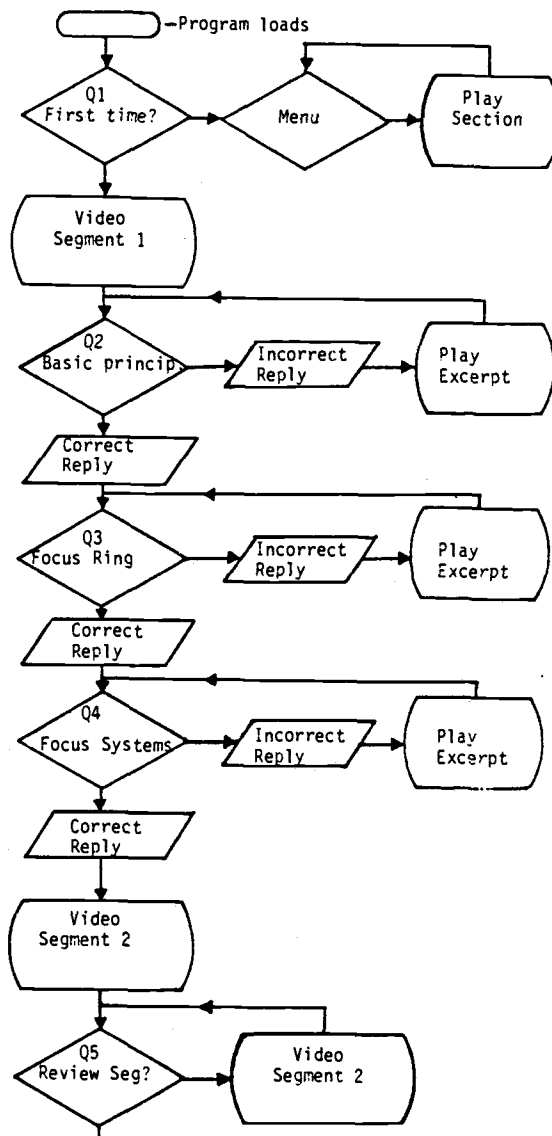 -Program loads
Q1
First time?
Menu
Play
Section
Video
Segment 1
Q2
Basic princip.
Incorrect
Reply
Play
Excerpt
Correct
Reply
Q3
Focus Ring
Incorrect
Reply
Play
Excerpt
Correct
Reply
Q4
Focus Systems
Incorrect
Reply
Play
Excerpt
Correct
Reply
Video
Segment 2
Q5
Review Seg?
Video
Segment 2